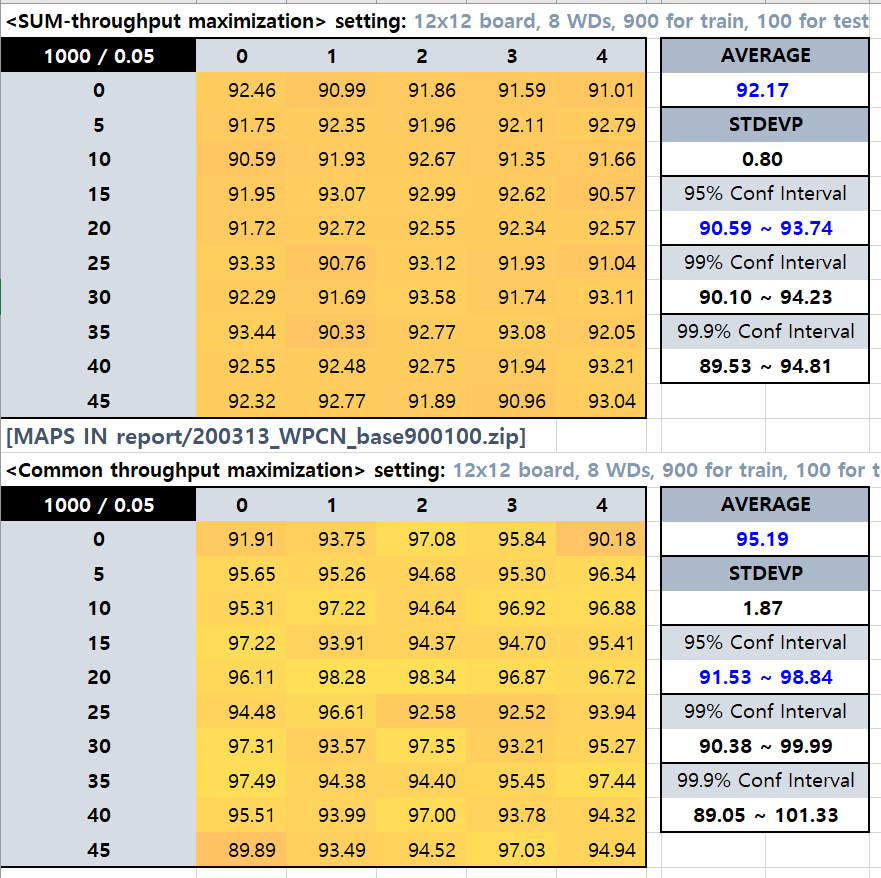 <SUM-throughput maximization> setting: 12x12 board, 8 WDs, 900 for train, 100 for test
1000 / 0.05 0 1 2 3 4 AVERAGE
0 92.46 90.99 91.86 91.59 91.01 92.17
5 91.75 92.35 91.96 92.11 92.79 STDEVP
10 90.59 91.93 92.67 91.35 91.66 0.80
15 91.95 93.07 92.99 92.62 90.57 95% Conf Interval
20 91.72 92.72 92.55 92.34 92.57 90.59 ~ 93.74
25 93.33 90.76 93.12 91.93 91.04 99% Conf Interval
30 92.29 91.69 93.58 91.74 93.11 90.10 ~ 94.23
35 93.44 90.33 92.77 93.08 92.05 99.9% Conf Interval
40 92.55 92.48 92.75 91.94 93.21 89.53 ~ 94.81
45 92.32 92.77 91.89 90.96 93.04
[MAPS IN report/200313_WPCN_base900100.zip]
<Common throughput maximization> setting: 12x12 board, 8 WDs, 900 for train, 100 for t
1000 / 0.05 0 1 2 3 4 AVERAGE
0 91.91 93.75 97.08 95.84 90.18 95.19
5 95.65 95.26 94.68 95.30 96.34 STDEVP
10 95.31 97.22 94.64 96.92 96.88 1.87
15 97.22 93.91 94.37 94.70 95.41 95% Conf Interval
20 96.11 98.28 98.34 96.87 96.72 91.53 ~ 98.84
25 94.48 96.61 92.58 92.52 93.94 99% Conf Interval
30 97.31 93.57 97.35 93.21 95.27 90.38 ~ 99.99
35 97.49 94.38 94.40 95.45 97.44 99.9% Conf Interval
40 95.51 93.99 97.00 93.78 94.32 89.05 ~ 101.33
45 89.89 93.49 94.52 97.03 94.94